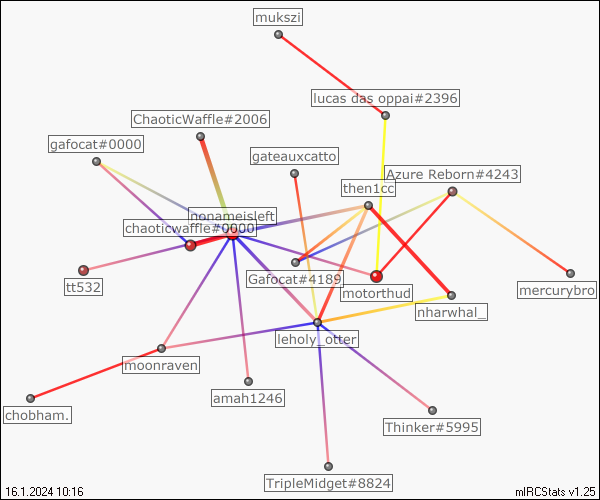 mukszi
lucas das oppai#2396
ChaoticWaffle#2006
gafocat#0000
gateauxcatto
Azure Reborn#4243
then1cc
nonameisleft
chaoticwaffle#0000
Gafocat#4189
tt532
motorthud
mercurybro
nharwhal_
leholy_otter
moonraven
amah1246
chobham.
Thinker#5995
TripleMidget#8824
16.1.2024 10:16
mIRCStats v1.25